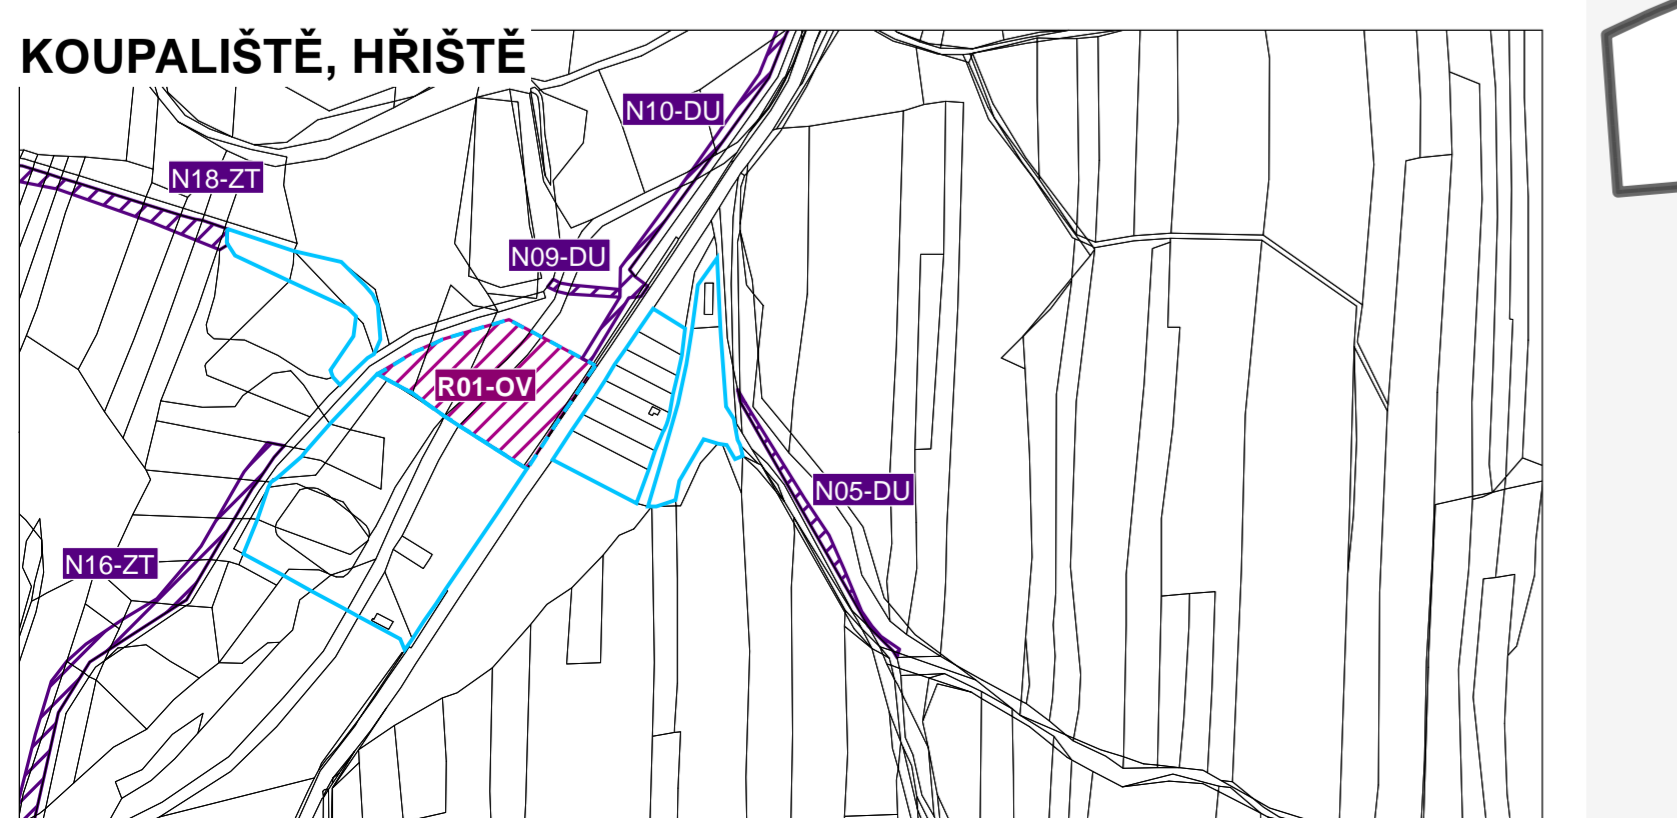 KOUPALIŠTĚ, HŘIŠTĚ
N10-DU
N18-ZT
N09-DU
R01-OV
N05-DU
N16-ZT